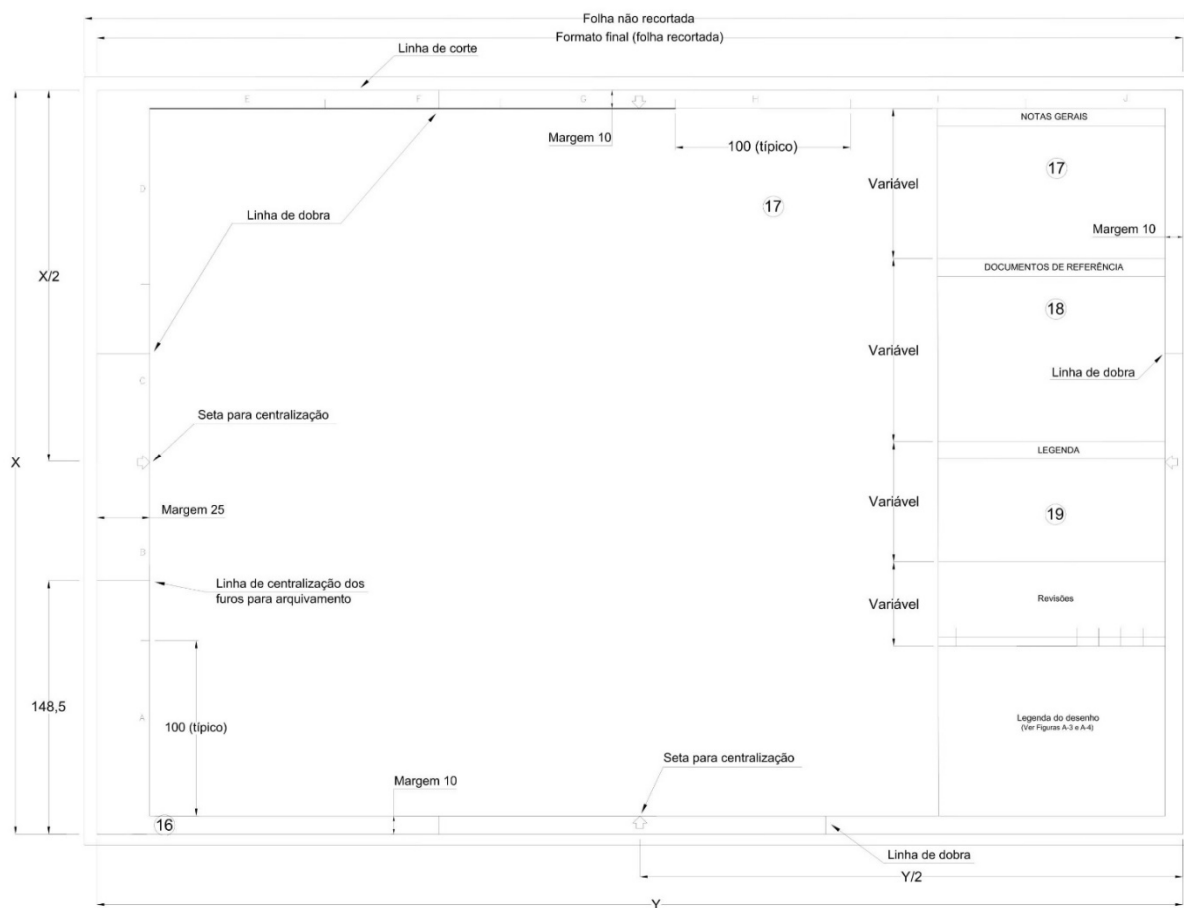 Folha não recortada
Formato final (folha recortada)
Linha de corte
E
F
G
H
I
J
NOTAS GERAIS
Margem 10
100 (típico)
Variável
17
17
D
Linha de dobra
Margem 10
X/2
DOCUMENTOS DE REFERÊNCIA
18
Variável
Linha de dobra
C
Seta para centralização
X
LEGENDA
Margem 25
Variável
19
B
Linha de centralização dos
furos para arquivamento
Variável
Revisões
148,5
A
100 (típico)
Legenda do desenho
(Ver Figuras A-3 e A-4)
Seta para centralização
Margem 10
16
Linha de dobra
Y/2
Y